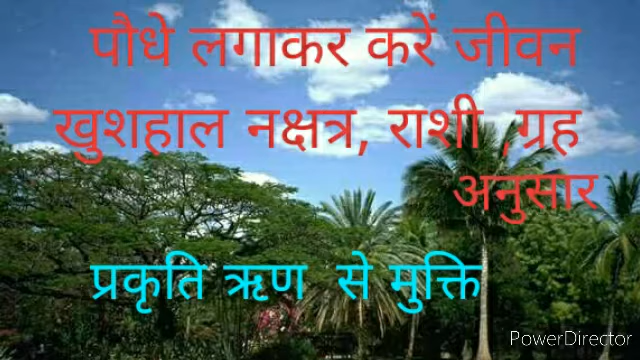 पौधे लगाकर करें जीवन
खुशहाल नक्षत्र, राशी ,ग्रह
अनुसार
प्रकृति ऋण से मुक्ति
PowerDirector